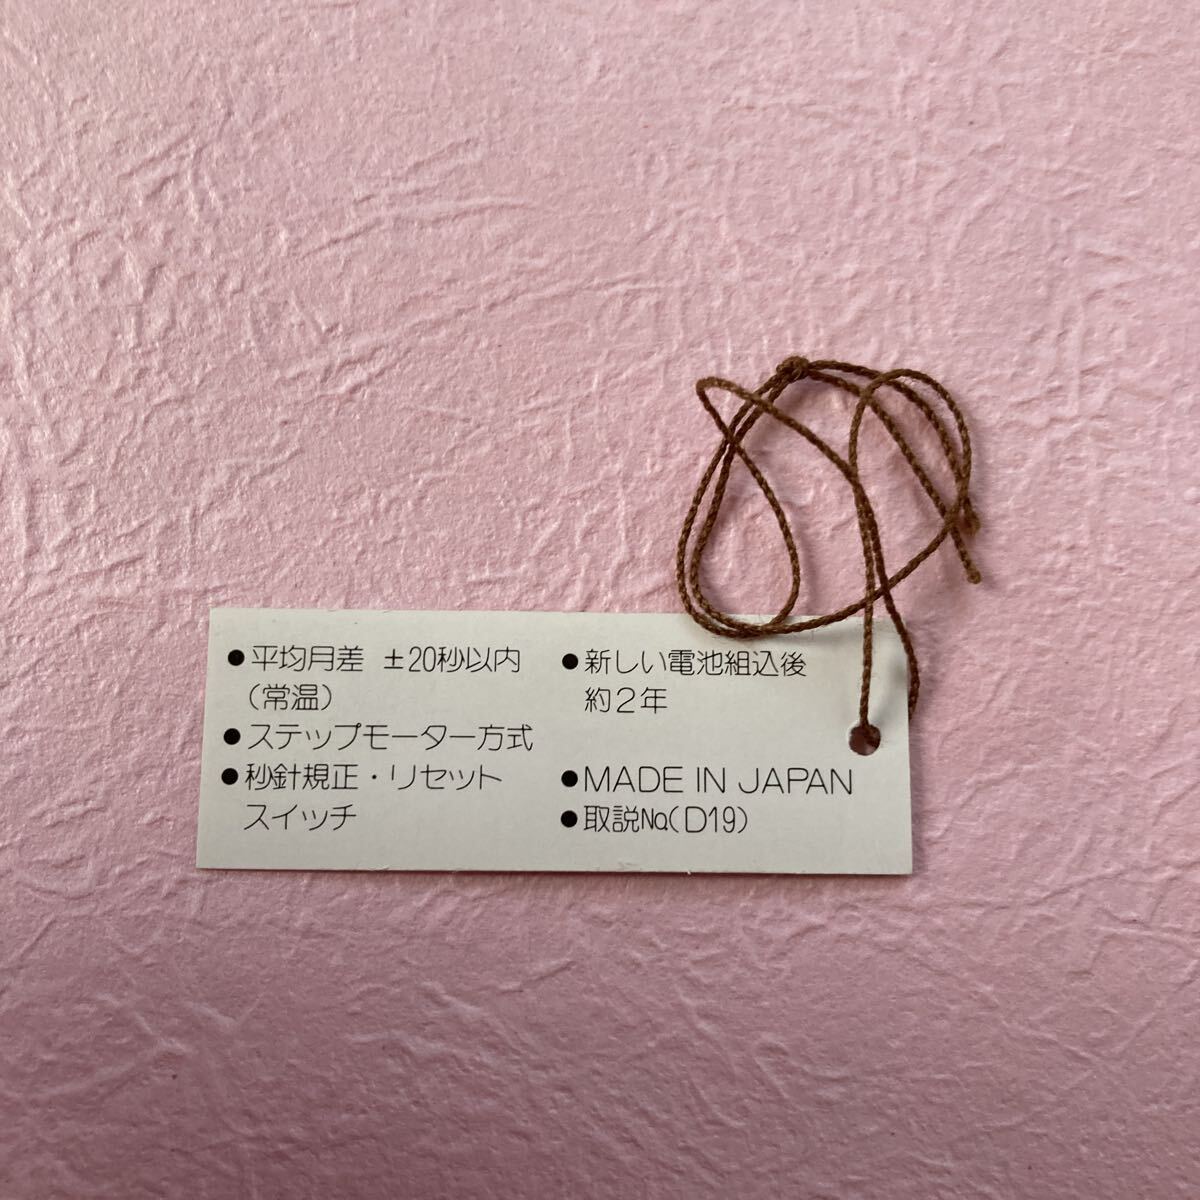 ●平均月差 ±20秒以内
(常温)
●ステップモーター方式
●秒針規正・リセット
スイッチ
●新しい電池組込後
約2年
●MADE IN JAPAN
●取説No.(D19)